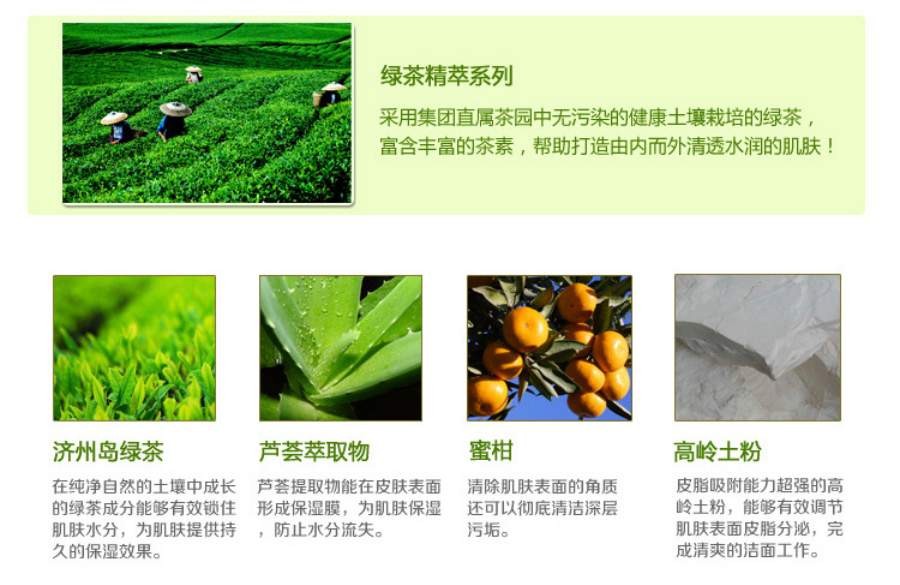 绿茶精萃系列
采用集团直属茶园中无污染的健康土壤栽培的绿茶，
富含丰富的茶素，帮助打造由内而外清透水润的肌肤！
济州岛绿茶
在纯净自然的土壤中成长
的绿茶成分能够有效锁住
肌肤水分，为肌肤提供持
久的保湿效果。
芦荟萃取物
芦荟提取物能在皮肤表面
形成保湿膜，为肌肤保湿
，防止水分流失。
蜜柑
清除肌肤表面的角质
还可以彻底清洁深层
污垢。
高岭土粉
皮脂吸附能力超强的高
岭土粉，能够有效调节
肌肤表面皮脂分泌，完
成清爽的洁面工作。